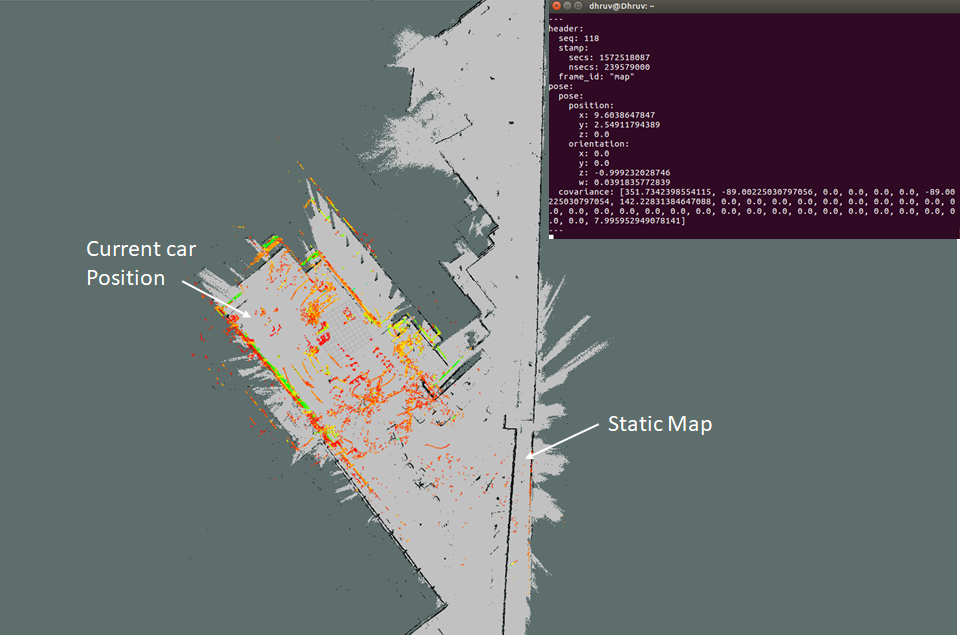 dhruv@Dhruv: ~
---
header:
  seq: 118
  stamp:
    secs: 1572518087
    nsecs: 239579000
  frame_id: "map"
pose:
  pose:
    position:
      x: 9.6038647847
      y: 2.54911794389
      z: 0.0
    orientation:
      x: 0.0
      y: 0.0
      z: -0.999232028746
      w: 0.0391835772839
  covariance: [351.7342398554115, -89.00225030797056, 0.0, 0.0, 0.0, 0.0, -89.00
225030797054, 142.22831384647088, 0.0, 0.0, 0.0, 0.0, 0.0, 0.0, 0.0, 0.0, 0.0, 0
.0, 0.0, 0.0, 0.0, 0.0, 0.0, 0.0, 0.0, 0.0, 0.0, 0.0, 0.0, 0.0, 0.0, 0.0, 0.0, 0
.0, 0.0, 7.995952949078141]
---
Current car
Position
Static Map